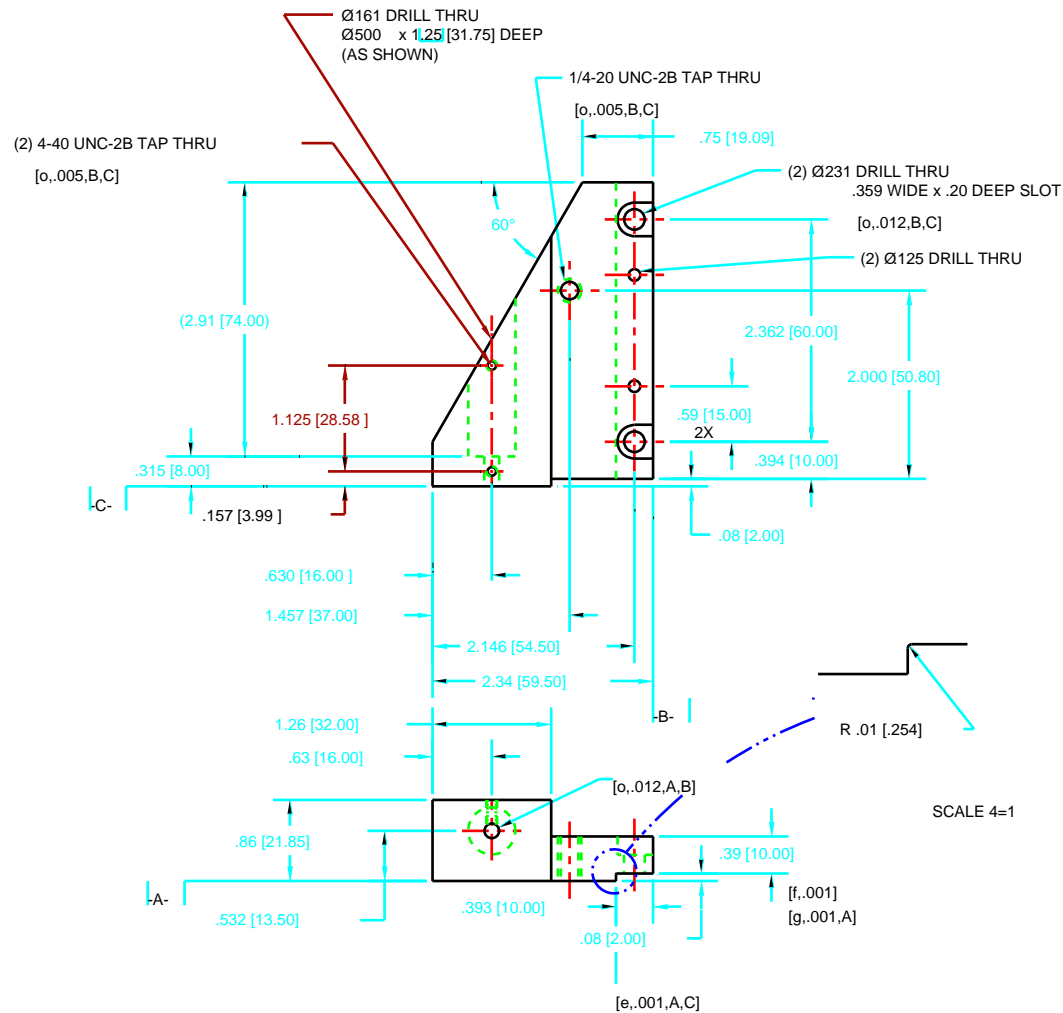 Ø161 DRILL THRU
Ø500 x 1.25 [31.75] DEEP
(AS SHOWN)
1/4-20 UNC-2B TAP THRU
[o,.005,B,C]
.75 [19.09]
(2) 4-40 UNC-2B TAP THRU
[o,.005,B,C]
(2) Ø231 DRILL THRU
.359 WIDE x .20 DEEP SLOT
[o,.012,B,C]
60°
(2) Ø125 DRILL THRU
(2.91 [74.00)
2.362 [60.00]
2.000 [50.80]
1.125 [28.58 ]
.59 [15.00]
2X
.315 [8.00]
.394 [10.00]
-C-
.157 [3.99 ]
.08 [2.00]
.630 [16.00 ]
1.457 [37.00]
2.146 [54.50]
2.34 [59.50]
-B-
1.26 [32.00]
R .01 [.254]
.63 [16.00]
[o,.012,A,B]
SCALE 4=1
.86 [21.85]
.39 [10.00]
-A-
[f,.001]
.393 [10.00]
.532 [13.50]
[g,.001,A]
.08 [2.00]
[e,.001,A,C]